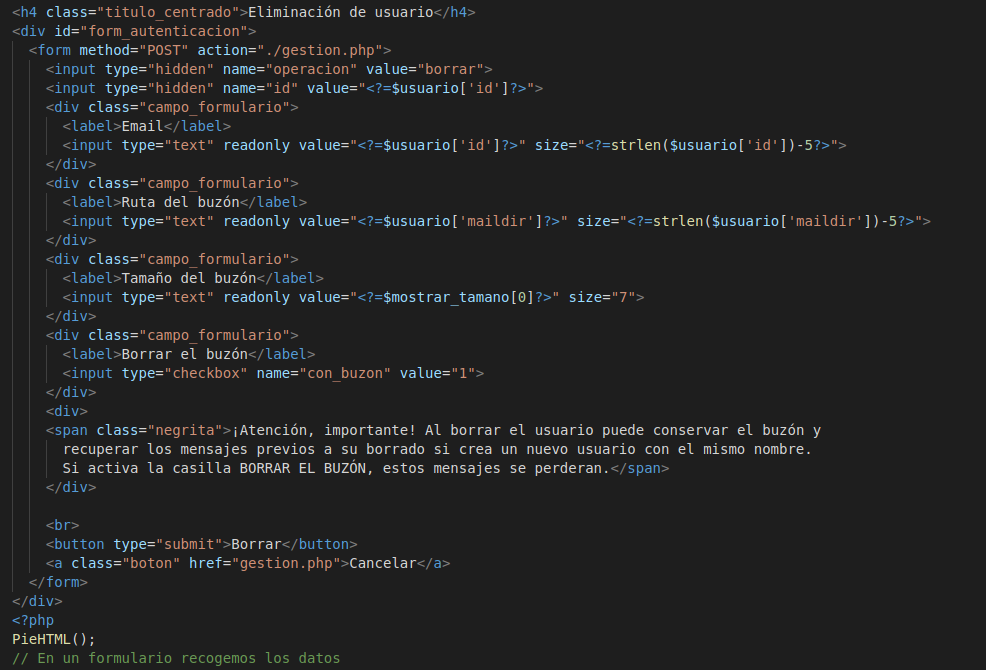 <h4 class="titulo_centrado">Eliminación de usuario</h4>
<div id="form_autenticacion">
  <form method="POST" action="./gestion.php">
    <input type="hidden" name="operacion" value="borrar">
    <input type="hidden" name="id" value="<?=$usuario['id']?>">
    <div class="campo_formulario">
      <label>Email</label>
      <input type="text" readonly value="<?=$usuario['id']?>" size="<?=strlen($usuario['id'])-5?>">
    </div>
    <div class="campo_formulario">
      <label>Ruta del buzón</label>
      <input type="text" readonly value="<?=$usuario['maildir']?>" size="<?=strlen($usuario['maildir'])-5?>">
    </div>
    <div class="campo_formulario">
      <label>Tamaño del buzón</label>
      <input type="text" readonly value="<?=$mostrar_tamano[0]?>" size="7">
    </div>
    <div class="campo_formulario">
      <label>Borrar el buzón</label>
      <input type="checkbox" name="con_buzon" value="1">
    </div>
    <div>
    <span class="negrita">¡Atención, importante! Al borrar el usuario puede conservar el buzón y
      recuperar los mensajes previos a su borrado si crea un nuevo usuario con el mismo nombre.
      Si activa la casilla BORRAR EL BUZÓN, estos mensajes se perderan.</span>
    </div>

    <br>
    <button type="submit">Borrar</button>
    <a class="boton" href="gestion.php">Cancelar</a>
  </form>
</div>
<?php
PieHTML();
// En un formulario recogemos los datos